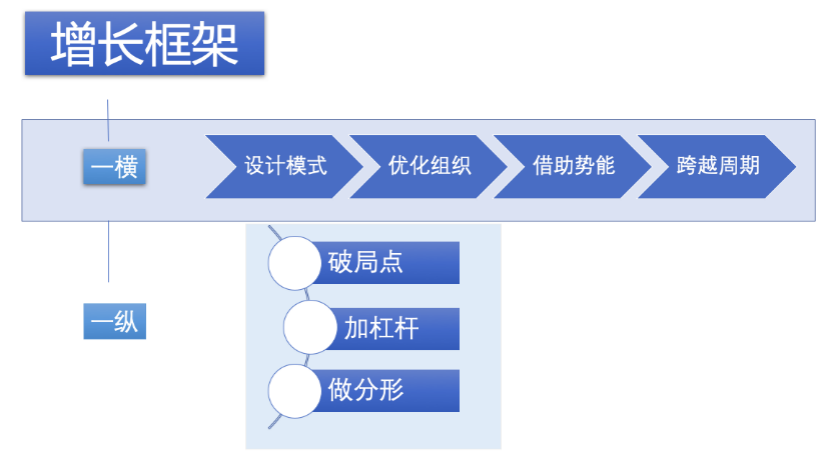 增长框架
一横
设计模式
优化组织
借助势能
跨越周期
一纵
破局点
加杠杆
做分形